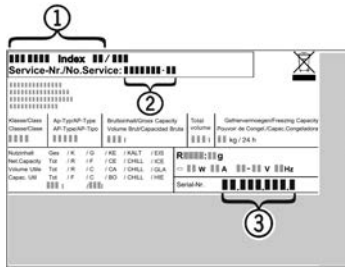 1
Index /
Service-Nr./No.Service: -
2
Klasse/Class Ap-Typ/AP-Type Bruttoinhalt/Gross Capacity Total Gefriervermoegen/Freezing Capacity
Classe/Clase AP-Type/AP-Tipo Volume Brut/Capacidad Bruta volume Pouvoir de Congel./Capac.Congeladora
l l kg / 24 h
Nutzinhalt Ges / K / G / KE / KALT / EIS
Net.Capacity Tot / R / F / CE / CHILL / ICE
Volume Utile Tot / R / C / CA / CHILL / GLA
Capac. Util Tot / R / C / BO / CHILL / HIE
R : g
W A - V Hz
Serial-Nr.
3